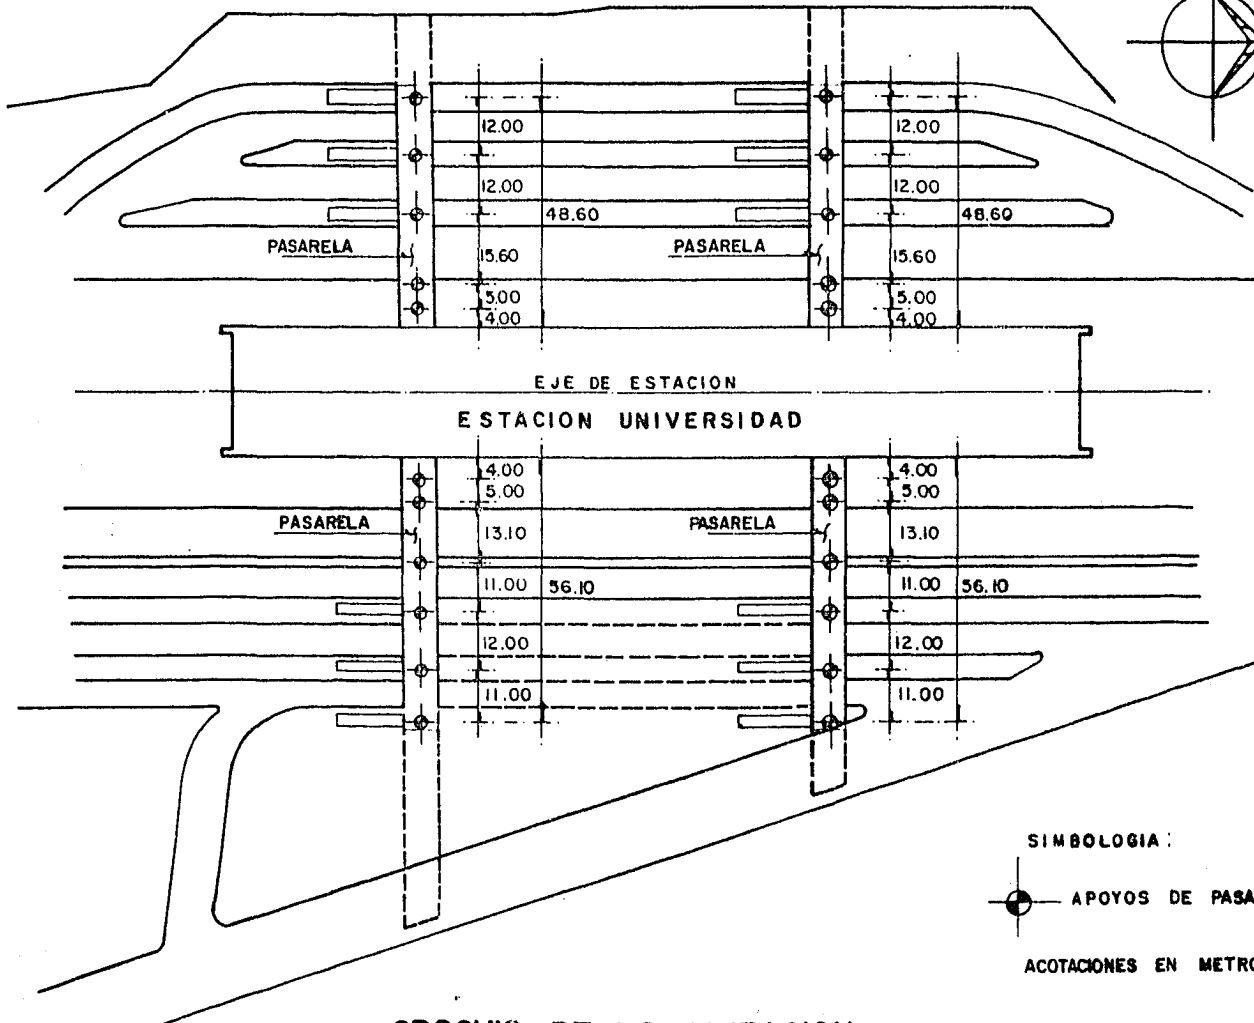 12.00 12.00
12.00 12.00
48.60 48.60
PASARELA PASARELA
15.60 15.60
5.00 5.00
4.00 4.00
EJE DE ESTACION
ESTACION UNIVERSIDAD
4.00 4.00
5.00 5.00
PASARELA PASARELA
13.10 13.10
11.00 56.10 11.00 56.10
12.00 12.00
11.00 11.00
SIMBOLOGIA:
APOYOS DE PASA
ACOTACIONES EN METRO